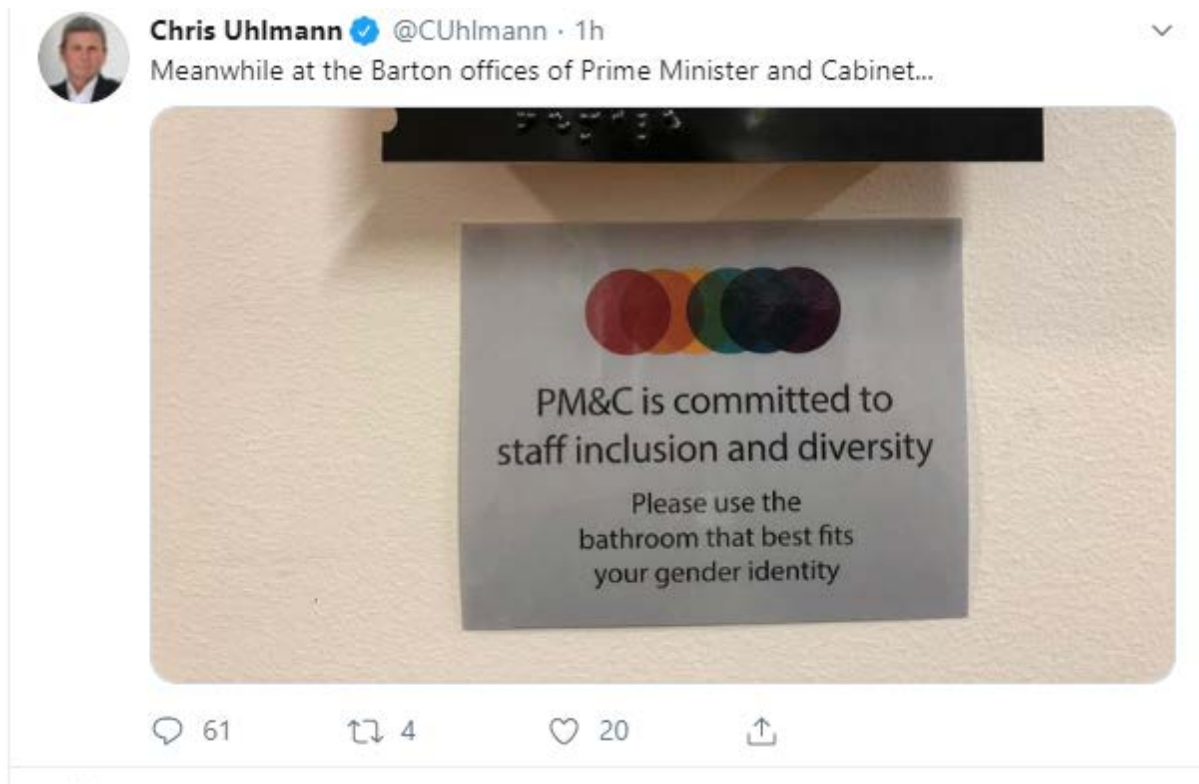 Chris Uhlmann @CUhlmann · 1h
Meanwhile at the Barton offices of Prime Minister and Cabinet...
PM&C is committed to
staff inclusion and diversity
Please use the
bathroom that best fits
your gender identity
61 4 20